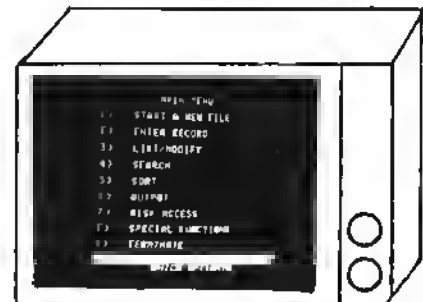 MAIN MENU
1) START A NEW FILE
2) ENTER RECORD
3) LIST/MODIFY
4) SEARCH
5) SORT
6) OUTPUT
7) DISK ACCESS
8) SPECIAL FUNCTIONS
9) TERMINATE